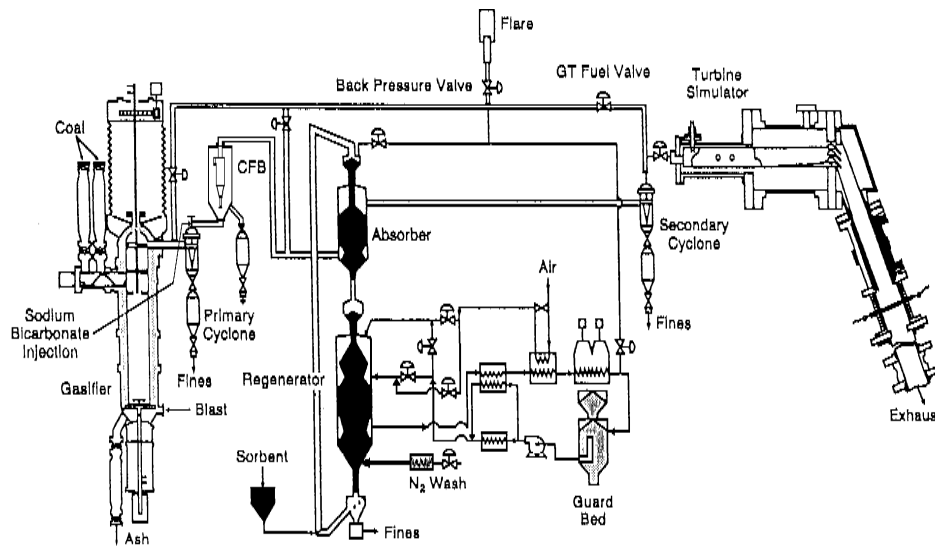 Flare
Back Pressure Valve
GT Fuel Valve
Turbine
Simulator
Coal
CFB
Absorber
Secondary
Cyclone
Air
Sodium
Bicarbonate
Injection
Primary
Cyclone
Fines
Fines
Gasifier
Regenerator
Blast
Exhaus
Sorbent
N₂ Wash
Guard
Bed
Fines
Ash